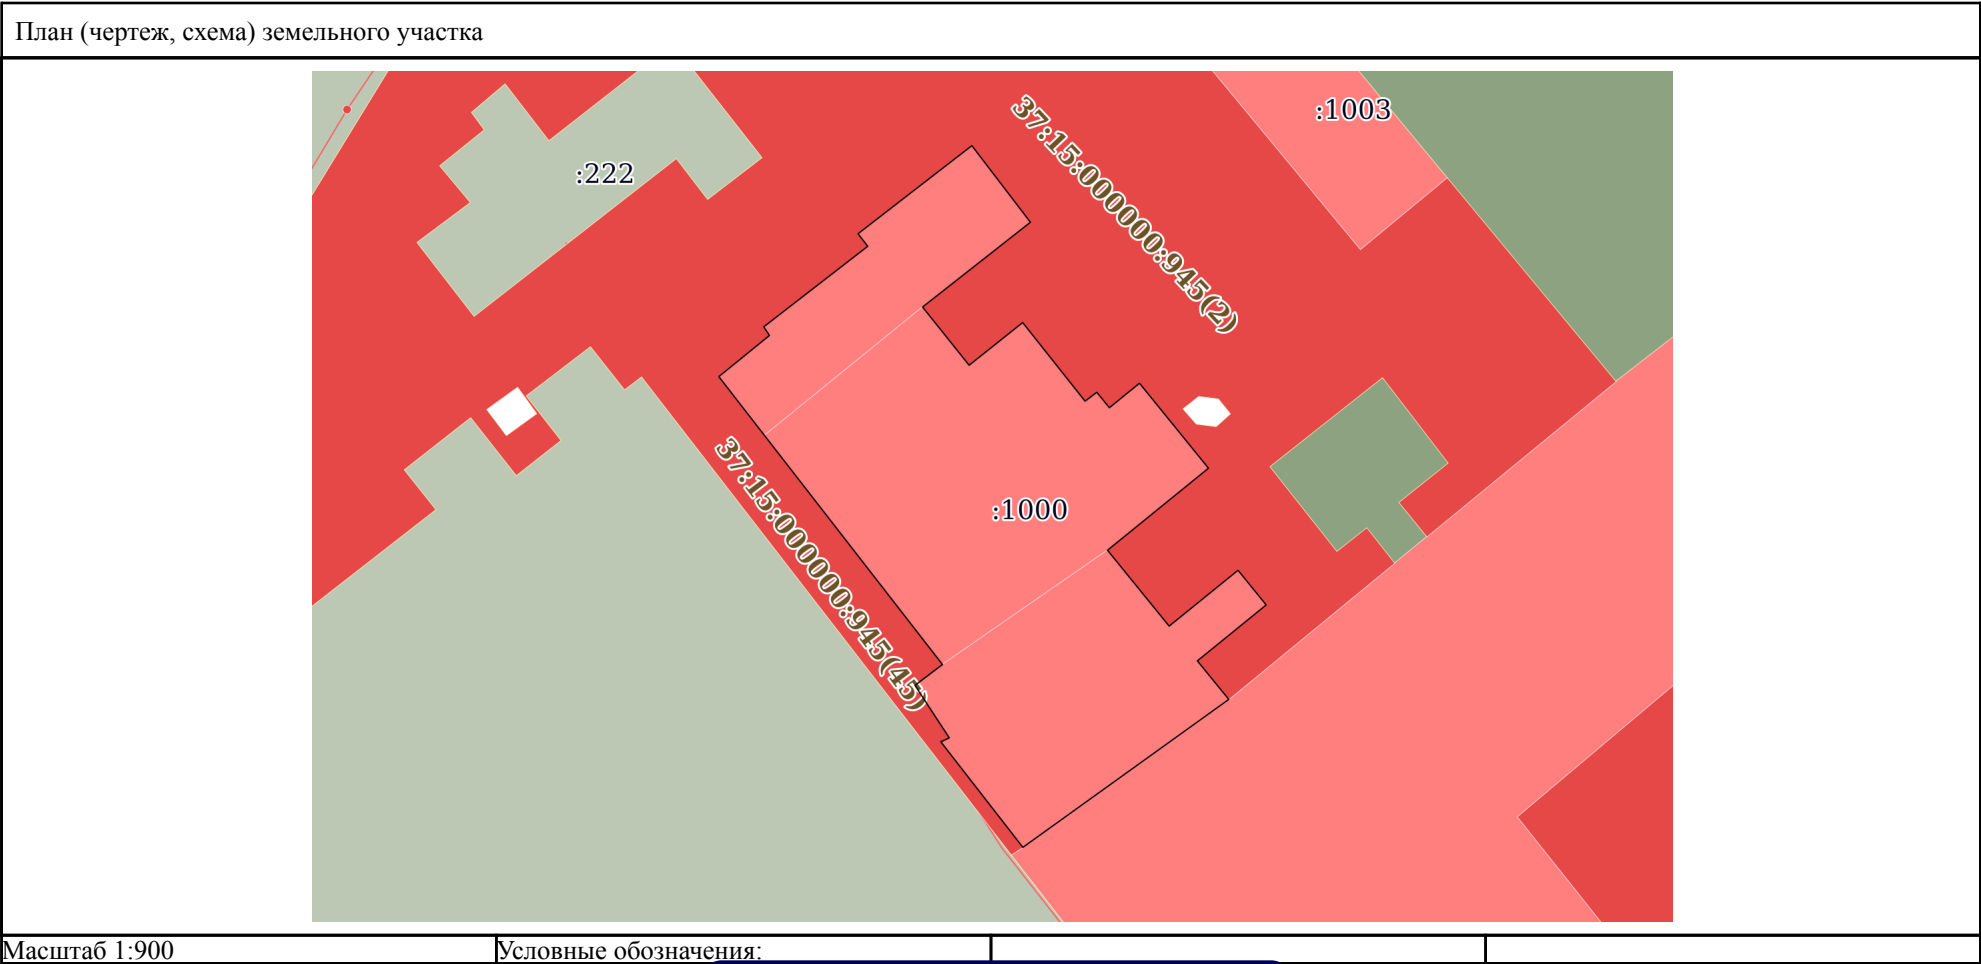 План (чертеж, схема) земельного участка
:1003
37:15:000000:945(2)
:222
:1000
37:15:000000:945(45)
Масштаб 1:900
Условные обозначения: